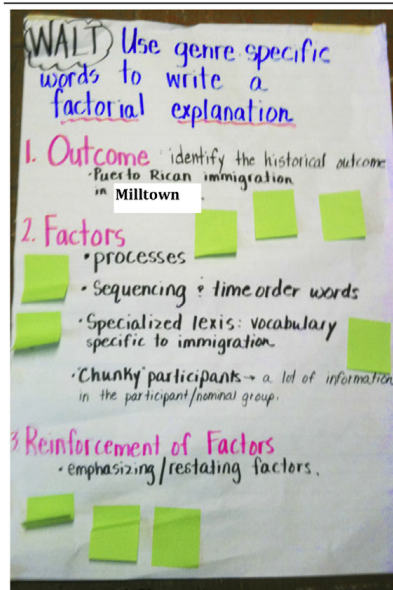 WALT Use genre specific
words to write a
factorial explanation
1. Outcome identify the historical outcome
• Puerto Rican immigration
in Milltown
2. Factors
• processes
• Sequencing & time order words
• Specialized lexis: vocabulary
specific to immigration
• "Chunky" participants → a lot of information
in the participant/nominal group.
3. Reinforcement of Factors
• emphasizing/restating factors.